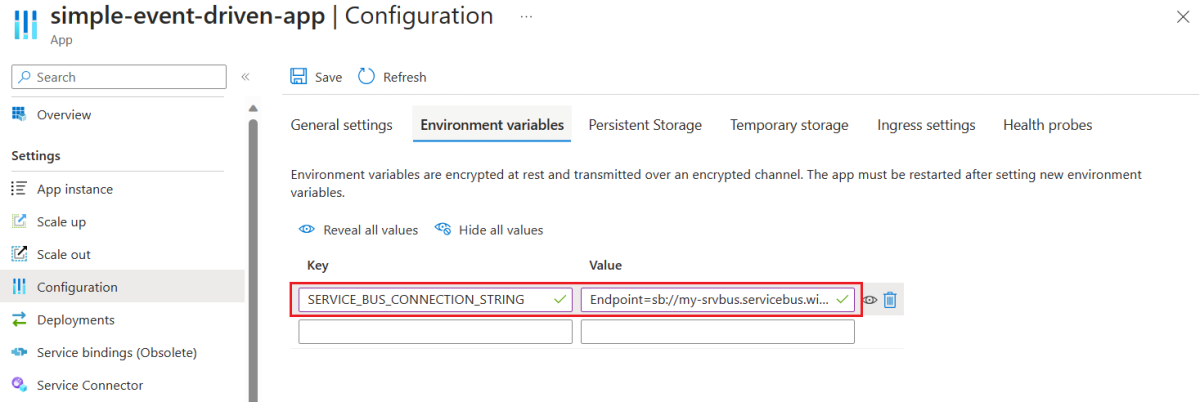 simple-event-driven-app | Configuration ...
App
Search «
Save Refresh
Overview
General settings Environment variables Persistent Storage Temporary storage Ingress settings Health probes
Settings
Environment variables are encrypted at rest and transmitted over an encrypted channel. The app must be restarted after setting new environment
variables.
App instance
Scale up
Reveal all values Hide all values
Scale out
Key Value
Configuration
SERVICE_BUS_CONNECTION_STRING Endpoint=sb://my-srvbus.servicebus.wi...
Deployments
Service bindings (Obsolete)
Service Connector